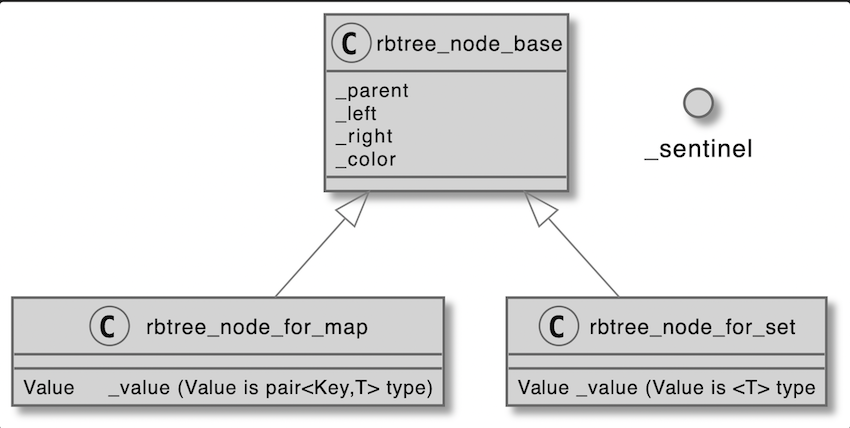 C rbtree_node_base
_parent
_left
_right
_color
_sentinel
C rbtree_node_for_map
Value _value (Value is pair<Key,T> type)
C rbtree_node_for_set
Value _value (Value is <T> type